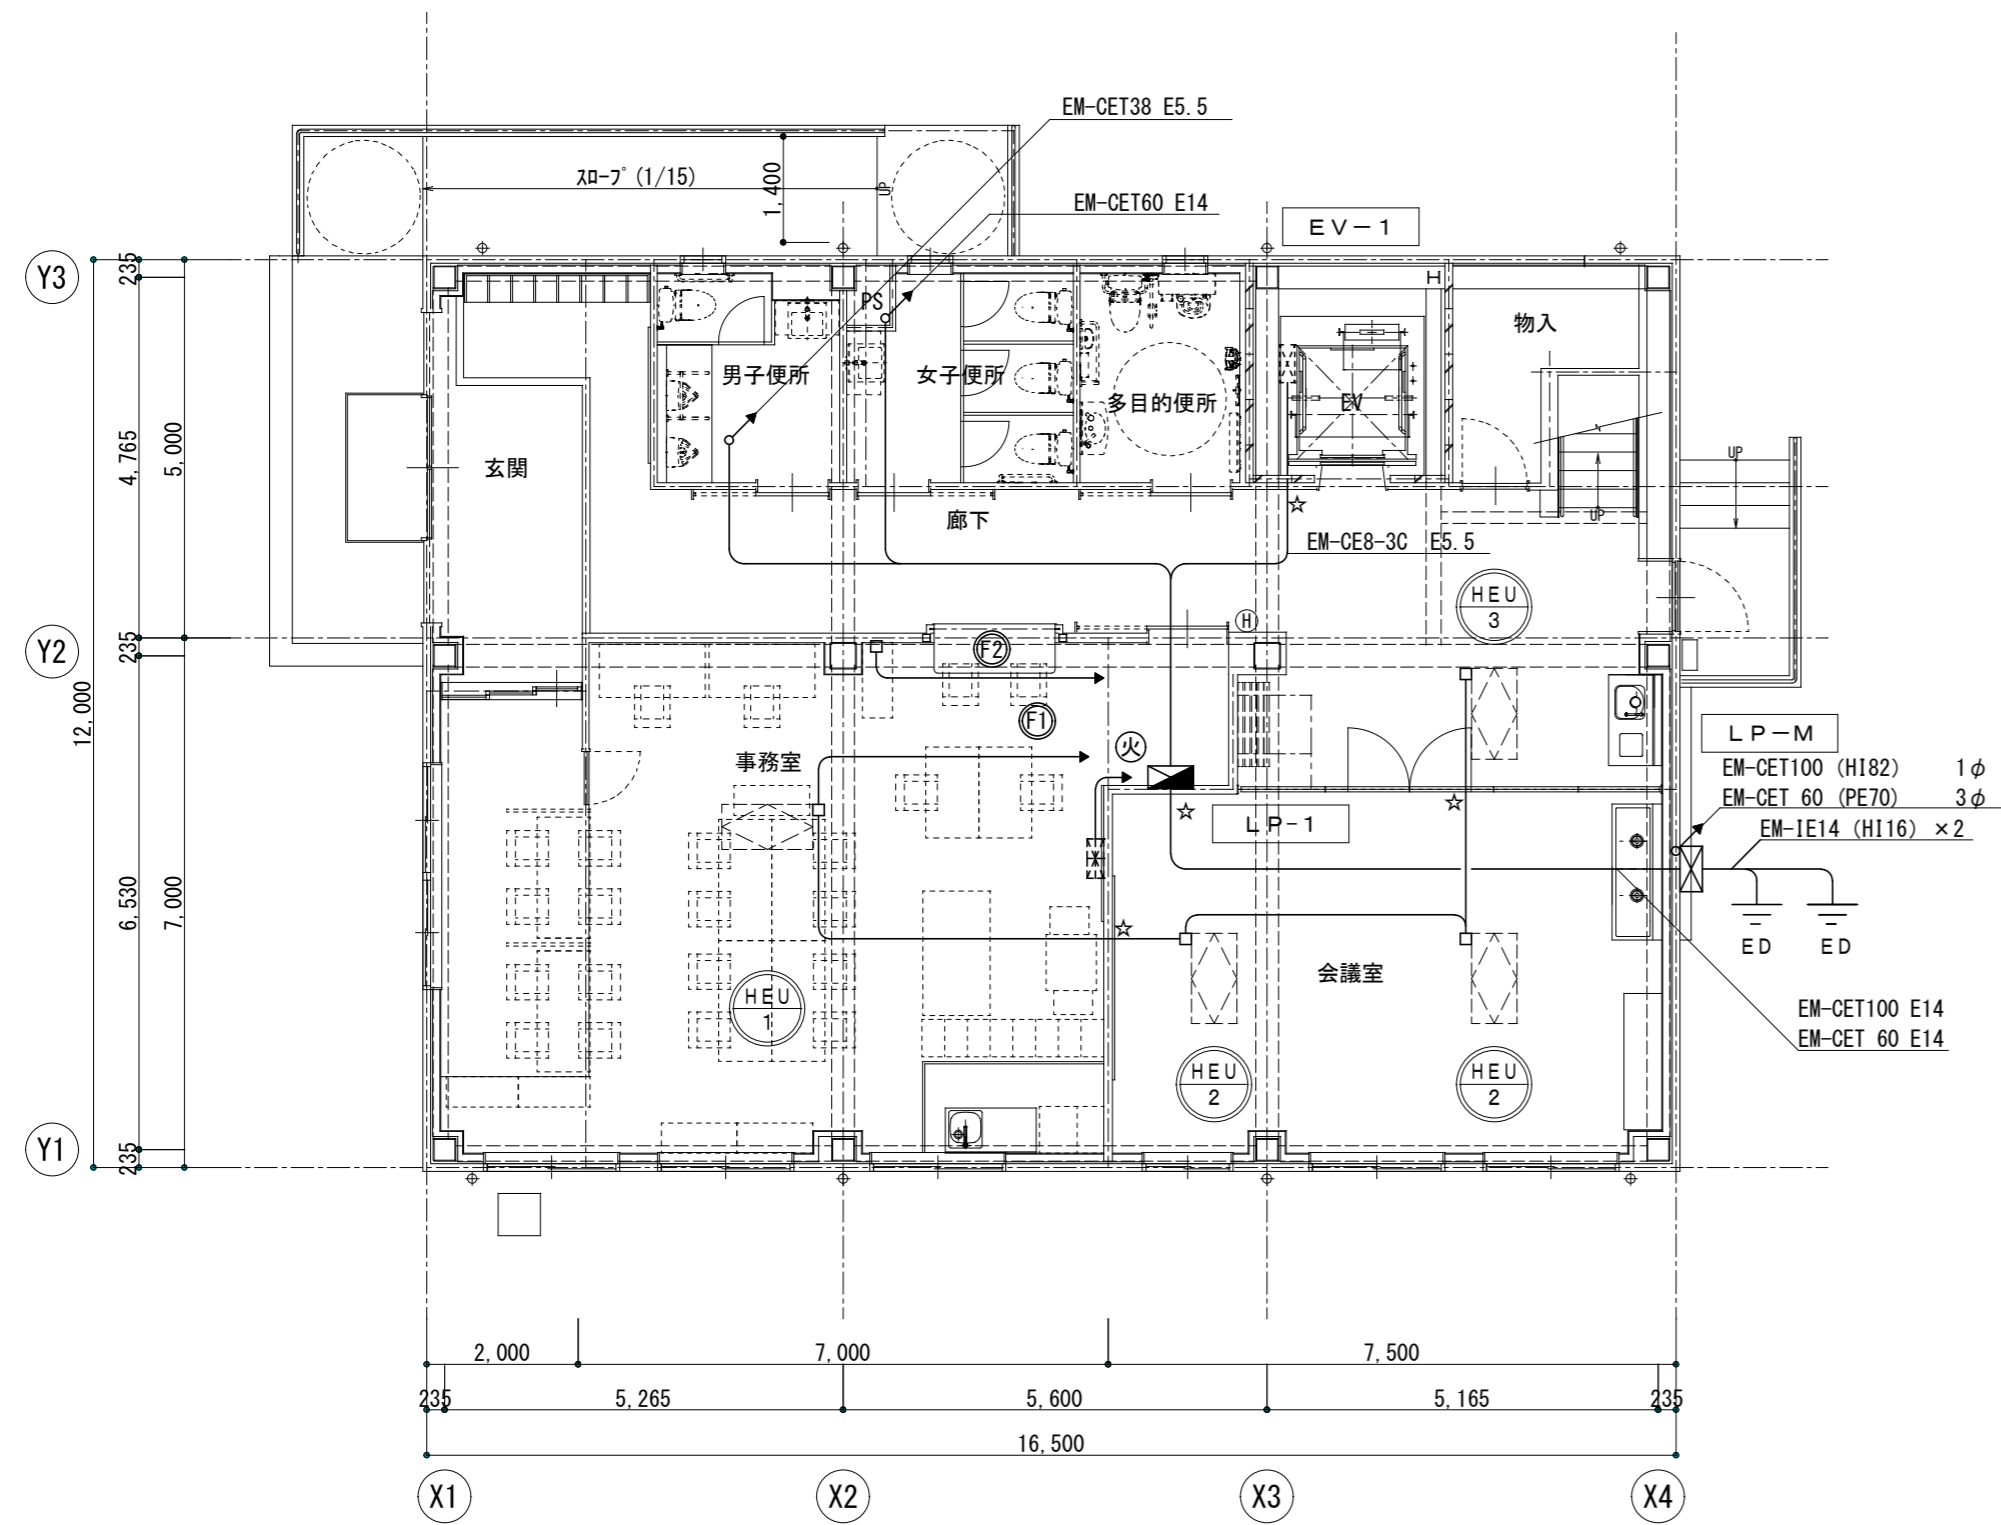 EM-CET38 E5.5
ｽﾛｰﾌﾟ(1/15)
UP
1,400
EM-CET60 E14
EV-1
Y3
235
PS
H
物入
男子便所
女子便所
多目的便所
EV
4,765
5,000
玄関
UP
UP
廊下
☆
EM-CE8-3C E5.5
HEU
3
H
Y2
235
F2
F1
12,000
火
事務室
LP-M
EM-CET100 (HI82) 1φ
EM-CET 60 (PE70) 3φ
EM-IE14 (HI16) ×2
☆
☆
LP-1
6,530
7,000
☆
ED
ED
会議室
HEU
1
EM-CET100 E14
EM-CET 60 E14
HEU
2
HEU
2
Y1
235
2,000
7,000
7,500
235
5,265
5,600
5,165
235
16,500
X1
X2
X3
X4